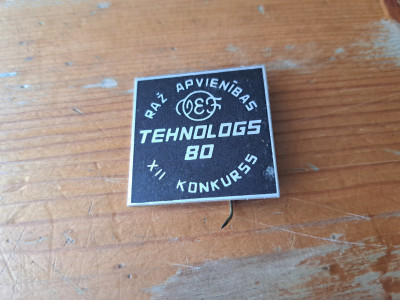 RAŽ APVIENĪBAS
VEF
TEHNOLOGS
80
XII KONKURSS